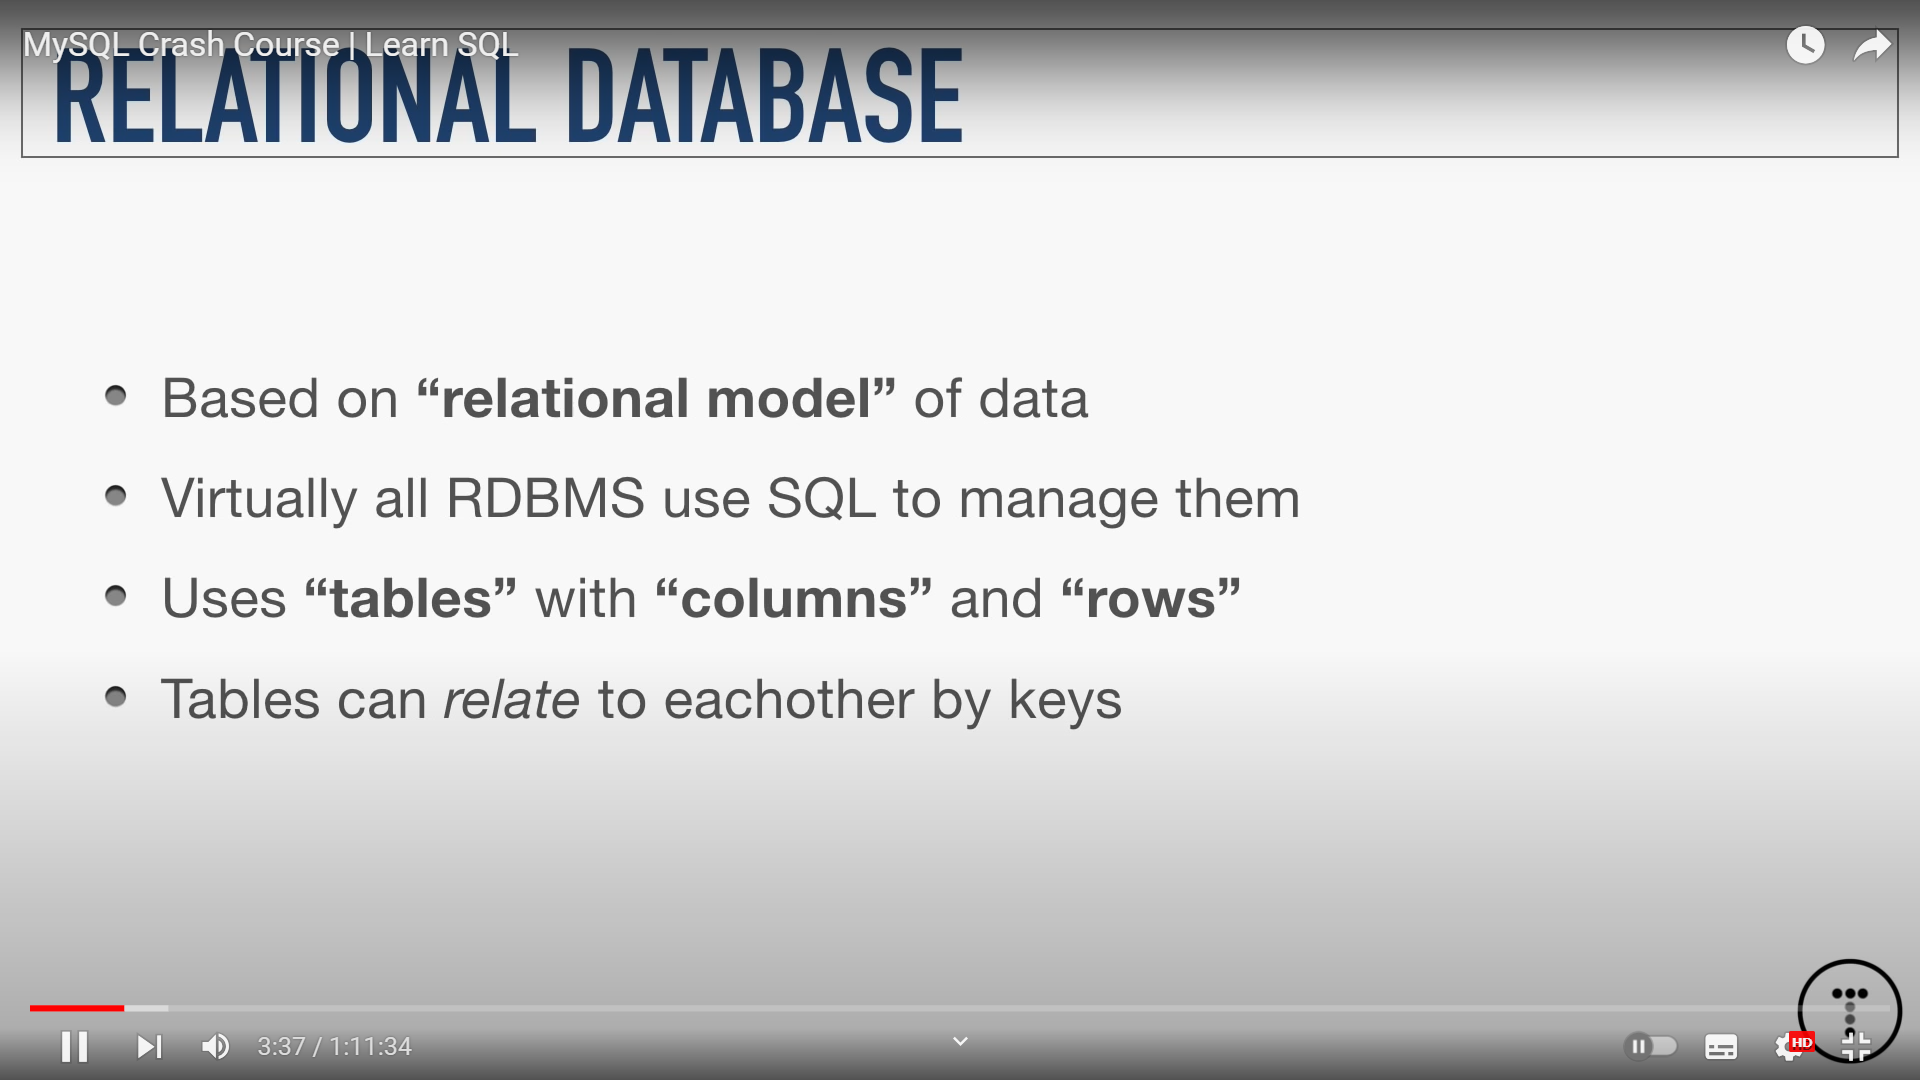 MySQL Crash Course | Learn SQL
RELATIONAL DATABASE
Based on “relational model” of data
Virtually all RDBMS use SQL to manage them
Uses “tables” with “columns” and “rows”
Tables can relate to eachother by keys
3:37 / 1:11:34
HD